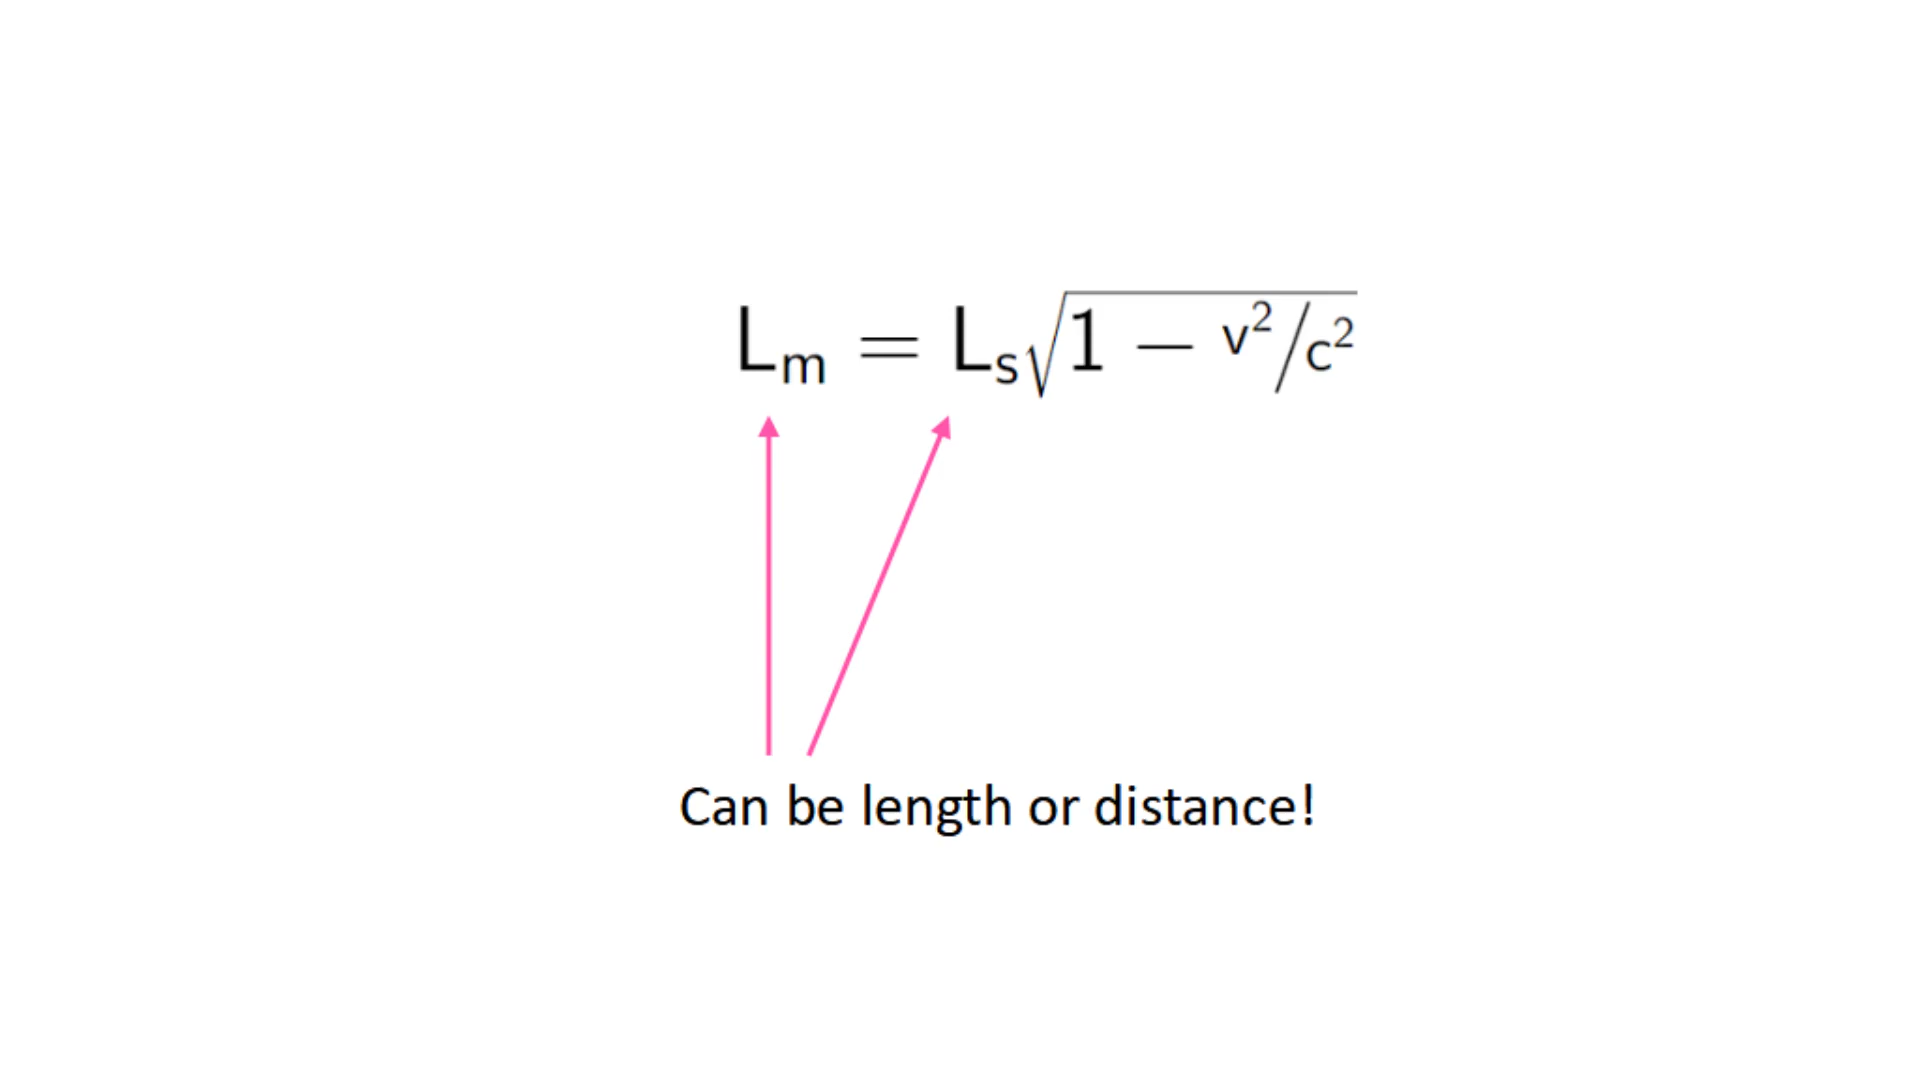 Lₘ = Lₛ√1 − v²/c²
Can be length or distance!